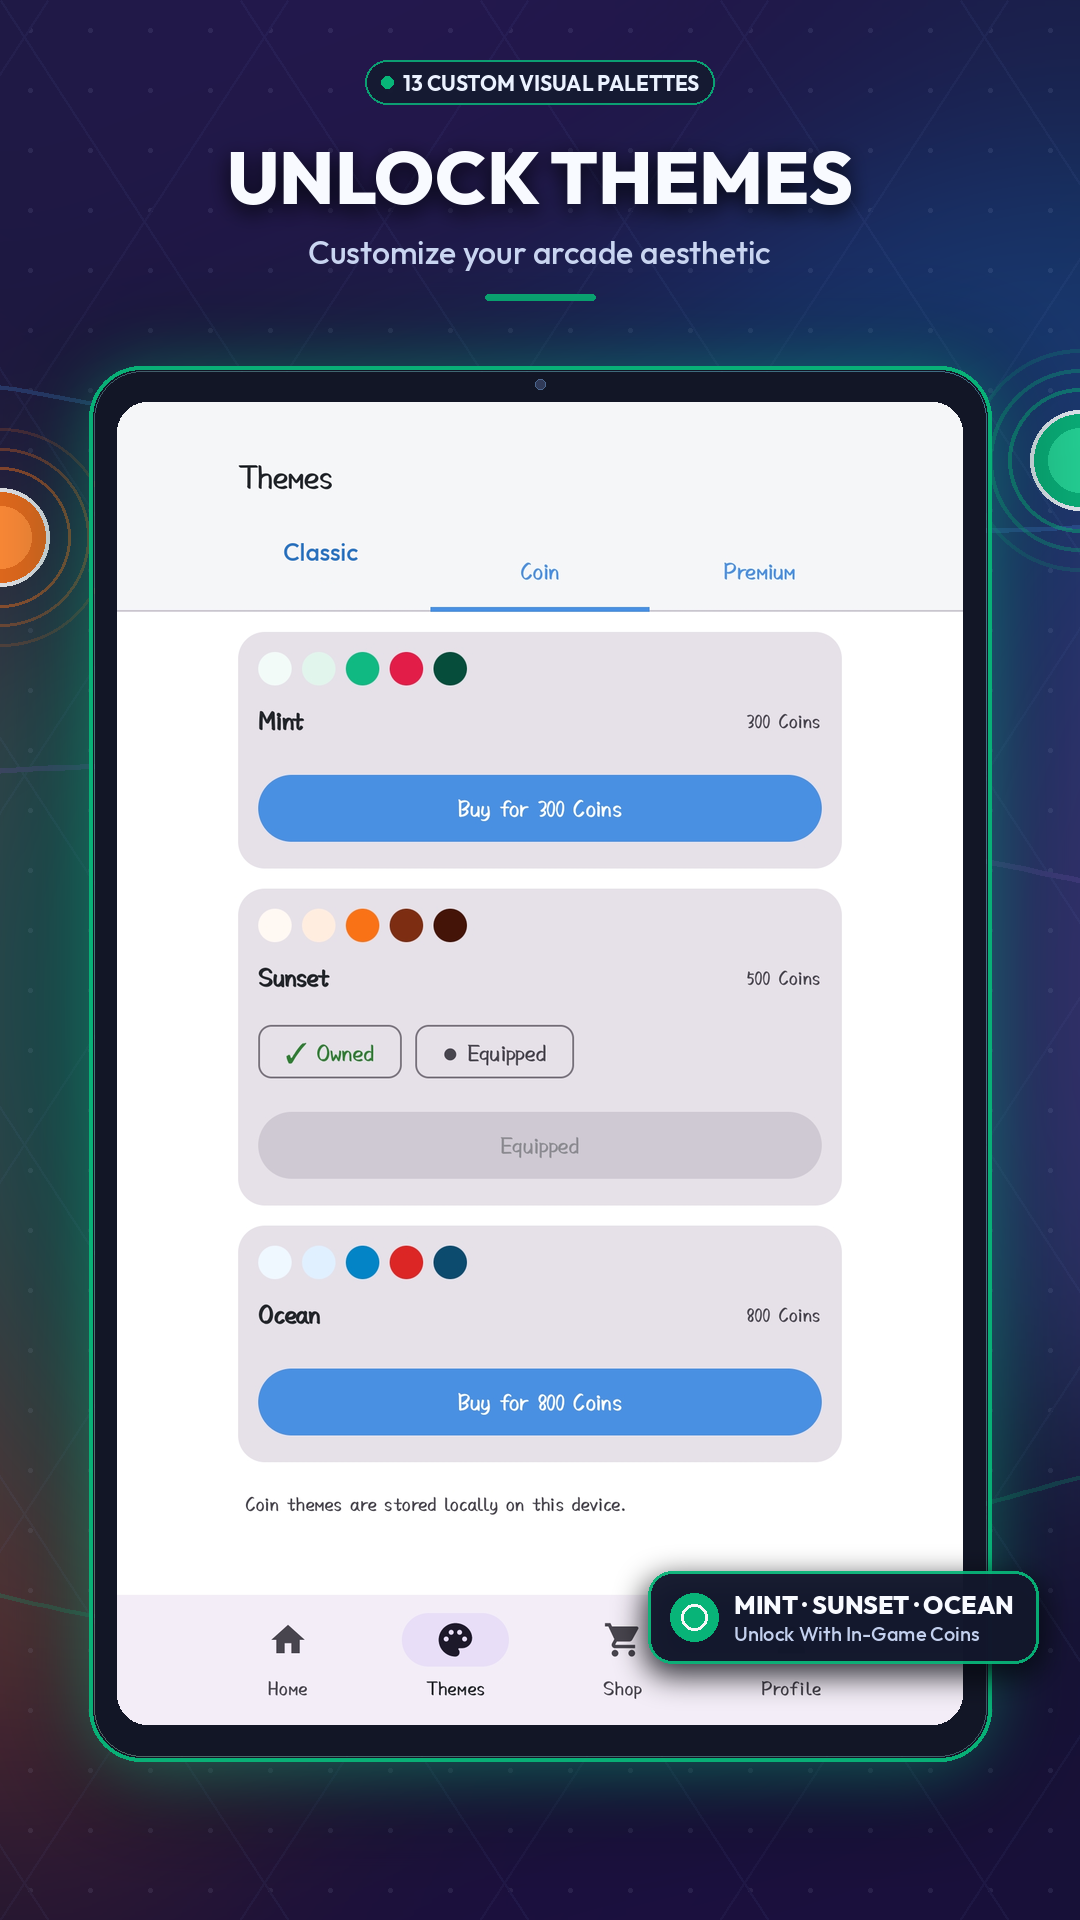 13 CUSTOM VISUAL PALETTES
UNLOCK THEMES
Customize your arcade aesthetic
Themes
Classic
Coin
Premium
Mint
300 Coins
Buy for 300 Coins
Sunset
500 Coins
✓ Owned
● Equipped
Equipped
Ocean
800 Coins
Buy for 800 Coins
Coin themes are stored locally on this device.
MINT · SUNSET · OCEAN
Unlock With In-Game Coins
Home
Themes
Shop
Profile